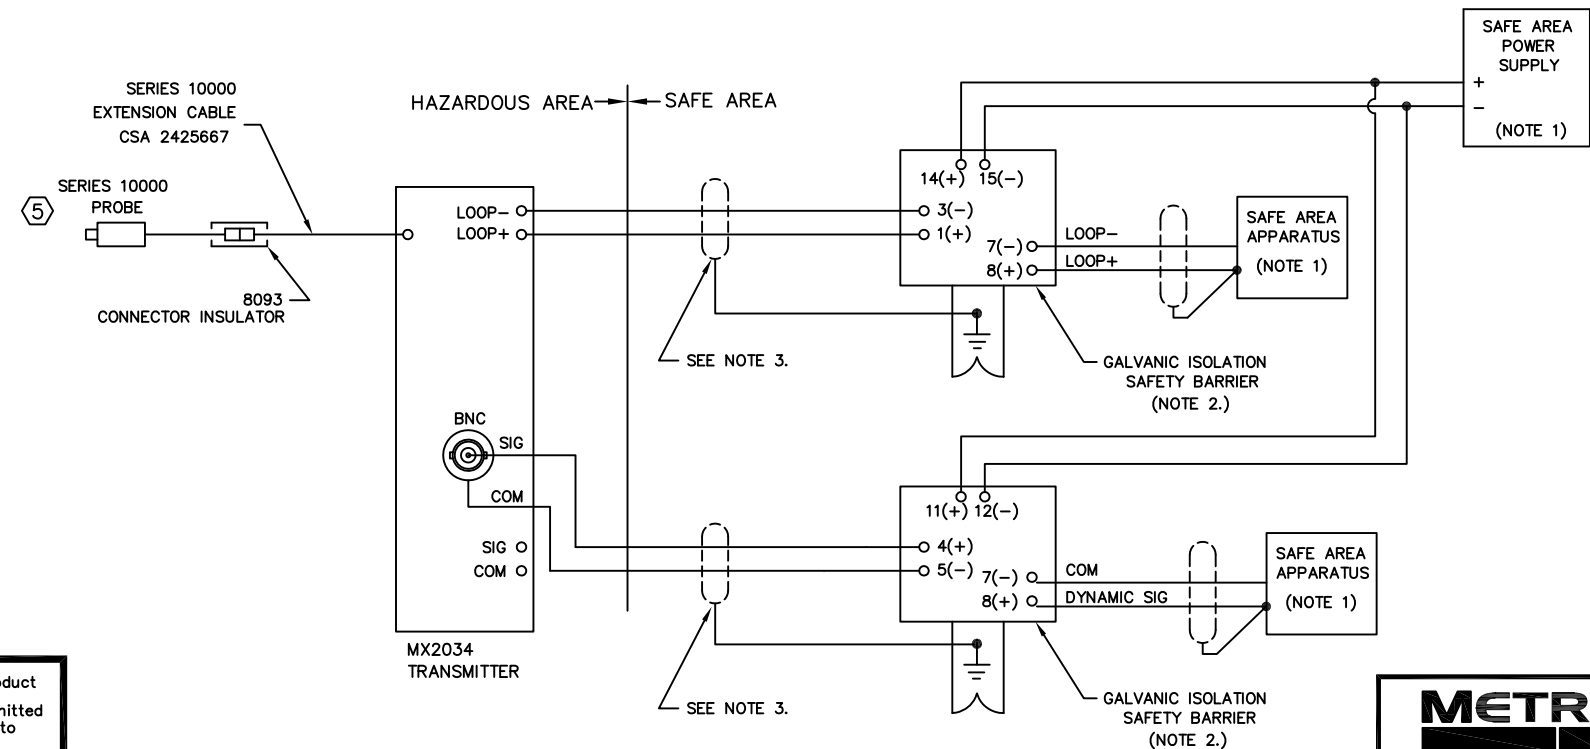 SERIES 10000
EXTENSION CABLE
CSA 2425667
5
SERIES 10000
PROBE
8093
CONNECTOR INSULATOR
HAZARDOUS AREA
SAFE AREA
LOOP-
LOOP+
BNC
SIG
COM
SIG
COM
MX2034
TRANSMITTER
SEE NOTE 3.
SEE NOTE 3.
14(+) 15(-)
3(-)
1(+)
7(-)
8(+)
LOOP-
LOOP+
SAFE AREA
APPARATUS
(NOTE 1)
GALVANIC ISOLATION
SAFETY BARRIER
(NOTE 2.)
SAFE AREA
POWER
SUPPLY
+
-
(NOTE 1)
11(+) 12(-)
4(+)
5(-)
7(-)
8(+)
COM
DYNAMIC SIG
SAFE AREA
APPARATUS
(NOTE 1)
GALVANIC ISOLATION
SAFETY BARRIER
(NOTE 2.)
to
METR